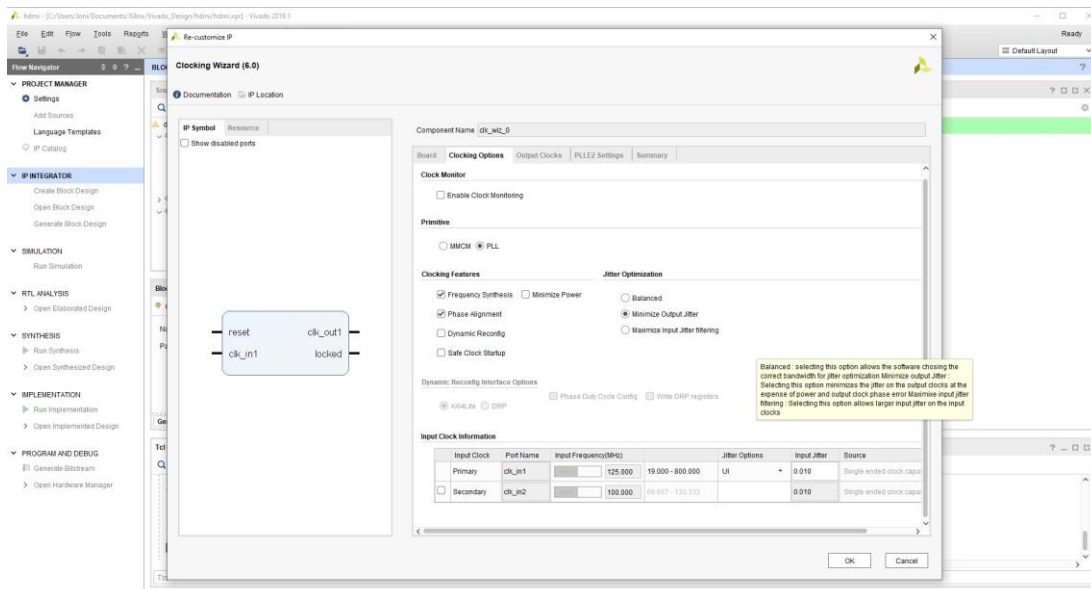 hdmi - [C:/Users/Joni/Documents/Xilinx/Vivado_Design/hdmi/hdmi.xpr] - Vivado 2019.1
File Edit Flow Tools Reports
Ready
Default Layout
Flow Navigator
PROJECT MANAGER
Settings
Add Sources
Language Templates
IP Catalog
IP INTEGRATOR
Create Block Design
Open Block Design
Generate Block Design
SIMULATION
Run Simulation
RTL ANALYSIS
Open Elaborated Design
SYNTHESIS
Run Synthesis
Open Synthesized Design
IMPLEMENTATION
Run Implementation
Open Implemented Design
PROGRAM AND DEBUG
Generate Bitstream
Open Hardware Manager
Re-customize IP
Clocking Wizard (6.0)
Documentation IP Location
IP Symbol Resource
Show disabled ports
reset clk_out1
clk_in1 locked
Component Name clk_wiz_0
Board Clocking Options Output Clocks PLLE2 Settings Summary
Clock Monitor
Enable Clock Monitoring
Primitive
MMCM PLL
Clocking Features Jitter Optimization
Frequency Synthesis Minimize Power Balanced
Phase Alignment Minimize Output Jitter
Dynamic Reconfig Maximize Input Jitter filtering
Safe Clock Startup
Balanced : selecting this option allows the software chosing the
correct bandwidth for jitter optimization Minimize output Jitter :
Selecting this option minimizes the jitter on the output clocks at the
expense of power and output clock phase error Maximixe input jitter
filtering : Selecting this option allows larger input jitter on the input
clocks
Dynamic Reconfig Interface Options
AXI4Lite DRP Phase Duty Cycle Config Write DRP registers
Input Clock Information
Input Clock Port Name Input Frequency(MHz) Jitter Options Input Jitter Source
Primary clk_in1 125.000 19.000 - 800.000 UI 0.010 Single ended clock capa
Secondary clk_in2 100.000 0.010 Single ended clock capa
OK Cancel